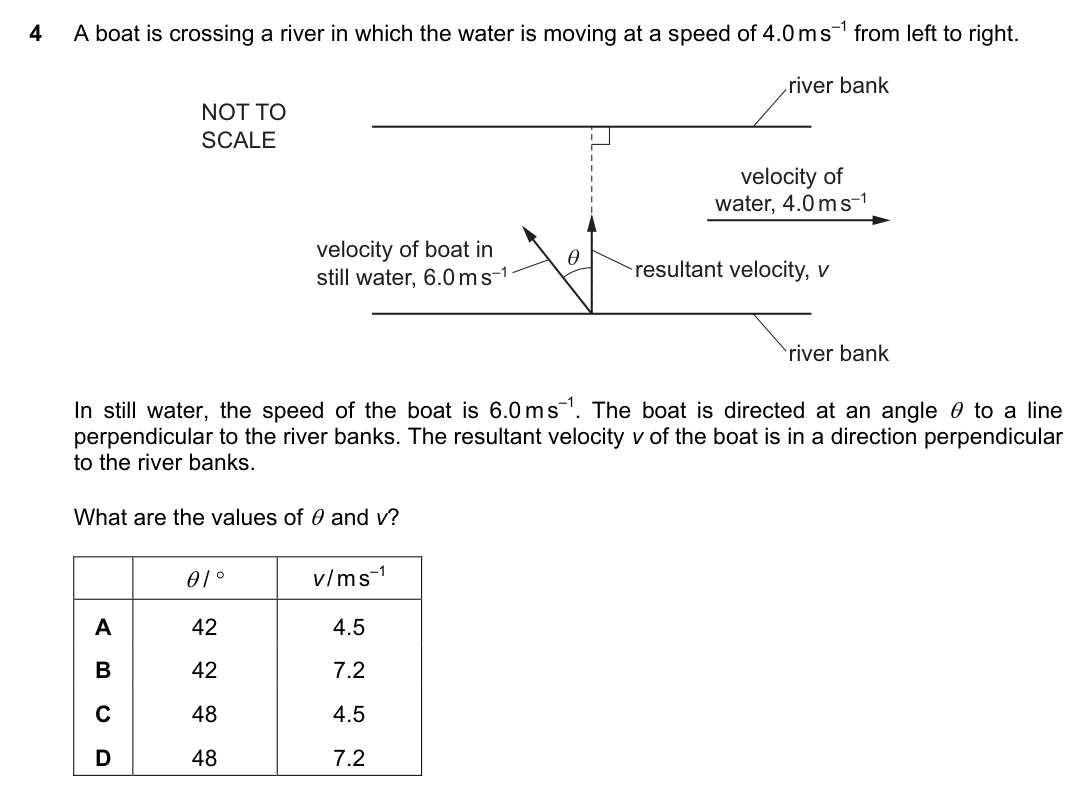 4 A boat is crossing a river in which the water is moving at a speed of 4.0 m s⁻¹ from left to right.
river bank
NOT TO
SCALE
velocity of
water, 4.0 m s⁻¹
velocity of boat in
still water, 6.0 m s⁻¹
θ
resultant velocity, v
river bank
In still water, the speed of the boat is 6.0 m s⁻¹. The boat is directed at an angle θ to a line
perpendicular to the river banks. The resultant velocity v of the boat is in a direction perpendicular
to the river banks.
What are the values of θ and v?
θ / ° v / m s⁻¹
A 42 4.5
B 42 7.2
C 48 4.5
D 48 7.2